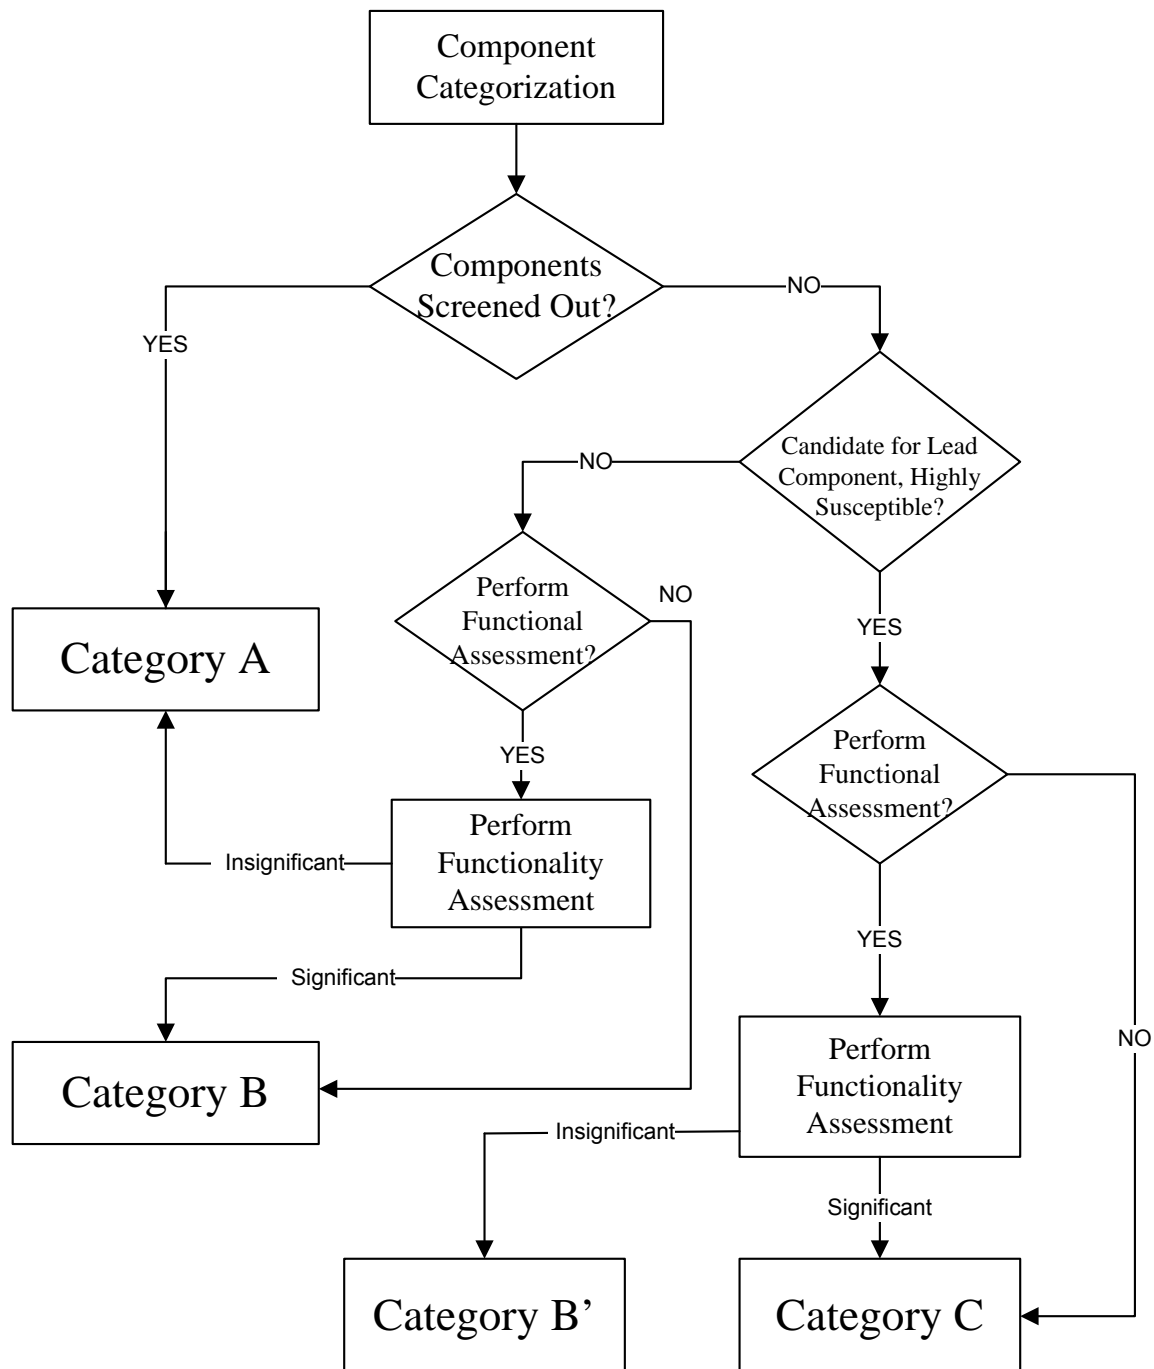 Component
Categorization
Components
Screened Out?
NO
YES
Candidate for Lead
Component, Highly
Susceptible?
NO
Perform
Functional
Assessment?
NO
YES
Category A
YES
Perform
Functional
Assessment?
Perform
Functionality
Assessment
Insignificant
YES
Significant
NO
Perform
Functionality
Assessment
Category B
Insignificant
Significant
Category B’
Category C